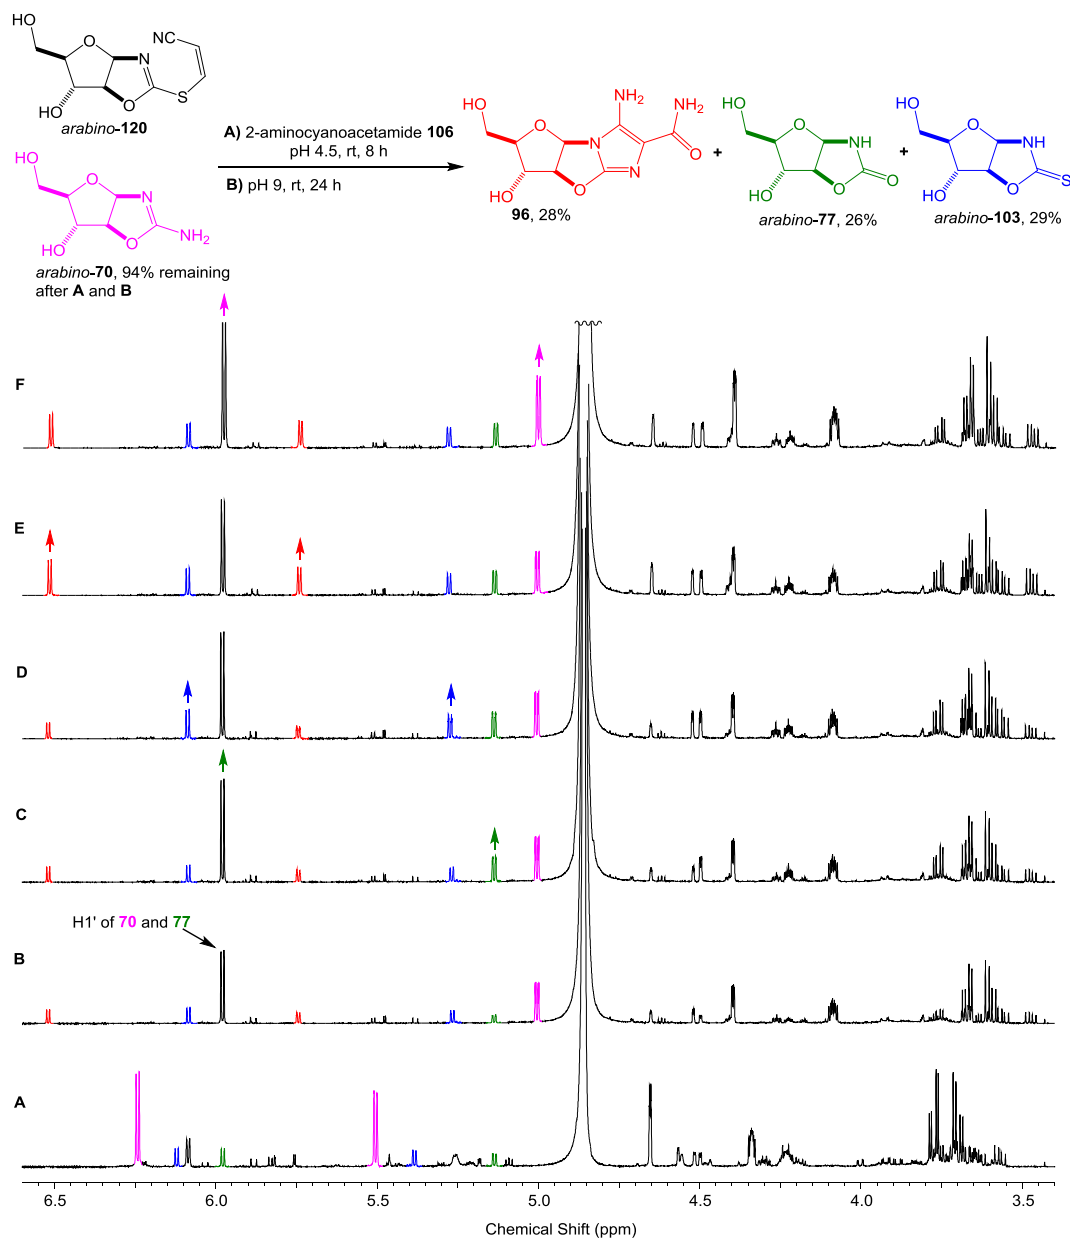 HO
O
N
NC
HO
O
S
arabino-120
HO
O
N
HO
O
NH2
arabino-70, 94% remaining
after A and B
A) 2-aminocyanoacetamide 106
pH 4.5, rt, 8 h
B) pH 9, rt, 24 h
HO
NH2
NH2
O
N
O
HO
O
N
96, 28%
+
HO
O
NH
HO
O
O
arabino-77, 26%
+
HO
O
NH
HO
O
S
arabino-103, 29%
F
E
D
C
H1' of 70 and 77
B
A
6.5 6.0 5.5 5.0 4.5 4.0 3.5
Chemical Shift (ppm)